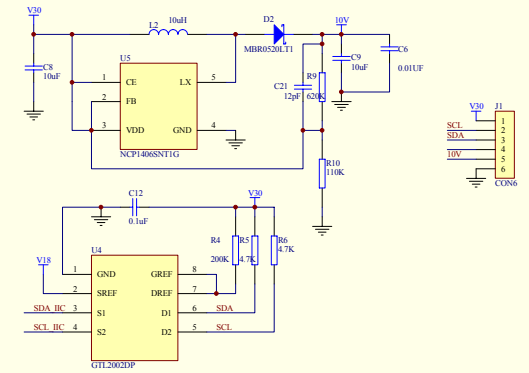 V30
L2 10uH
D2
MBR0520LT1
10V
C8
10uF
U5
1 CE LX 5
2 FB
3 VDD GND 4
NCP1406SNT1G
C21
12pF
R9
620K
C9
10uF
C6
0.01UF
R10
110K
J1
V30
SCL
SDA
10V
1
2
3
4
5
6
CON6
C12
0.1uF
V30
R4
200K
R5
4.7K
R6
4.7K
U4
V18
1 GND GREF 8
2 SREF DREF 7
SDA_IIC 3 S1 D1 6 SDA
SCL_IIC 4 S2 D2 5 SCL
GTL2002DP